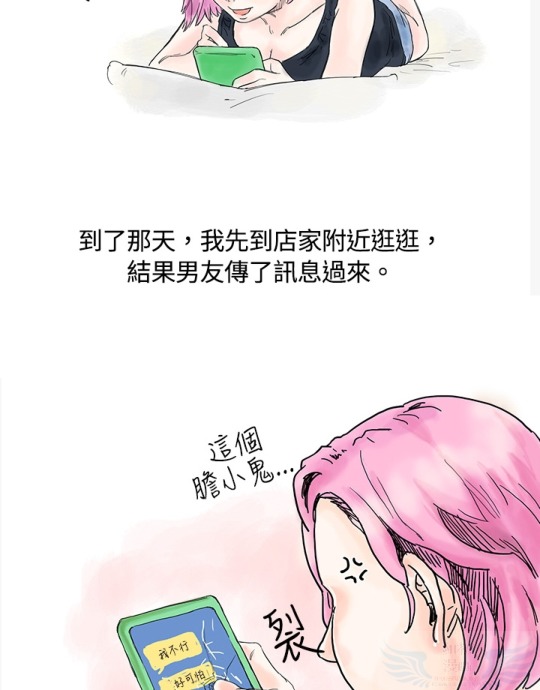 到了那天，我先到店家附近逛逛，
結果男友傳了訊息過來。
這個
膽小鬼...
裂
我不行
好可怕